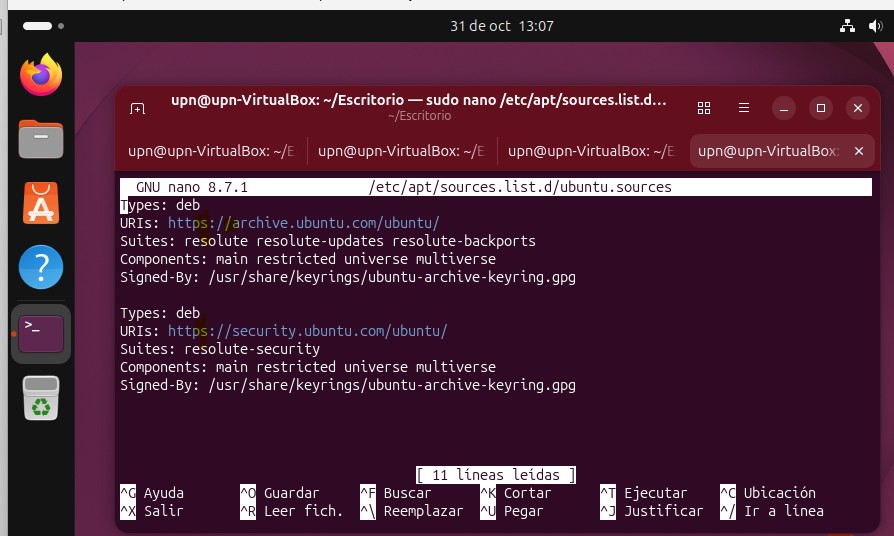 31 de oct 13:07
upn@upn-VirtualBox: ~/Escritorio — sudo nano /etc/apt/sources.list.d…
~/Escritorio
upn@upn-VirtualBox: ~/E
upn@upn-VirtualBox: ~/E
upn@upn-VirtualBox: ~/E
upn@upn-VirtualBox:
GNU nano 8.7.1 /etc/apt/sources.list.d/ubuntu.sources
Types: deb
URIs: https://archive.ubuntu.com/ubuntu/
Suites: resolute resolute-updates resolute-backports
Components: main restricted universe multiverse
Signed-By: /usr/share/keyrings/ubuntu-archive-keyring.gpg
Types: deb
URIs: https://security.ubuntu.com/ubuntu/
Suites: resolute-security
Components: main restricted universe multiverse
Signed-By: /usr/share/keyrings/ubuntu-archive-keyring.gpg
[ 11 líneas leídas ]
^G Ayuda ^O Guardar ^F Buscar ^K Cortar ^T Ejecutar ^C Ubicación
^X Salir ^R Leer fich. ^\ Reemplazar ^U Pegar ^J Justificar ^/ Ir a línea